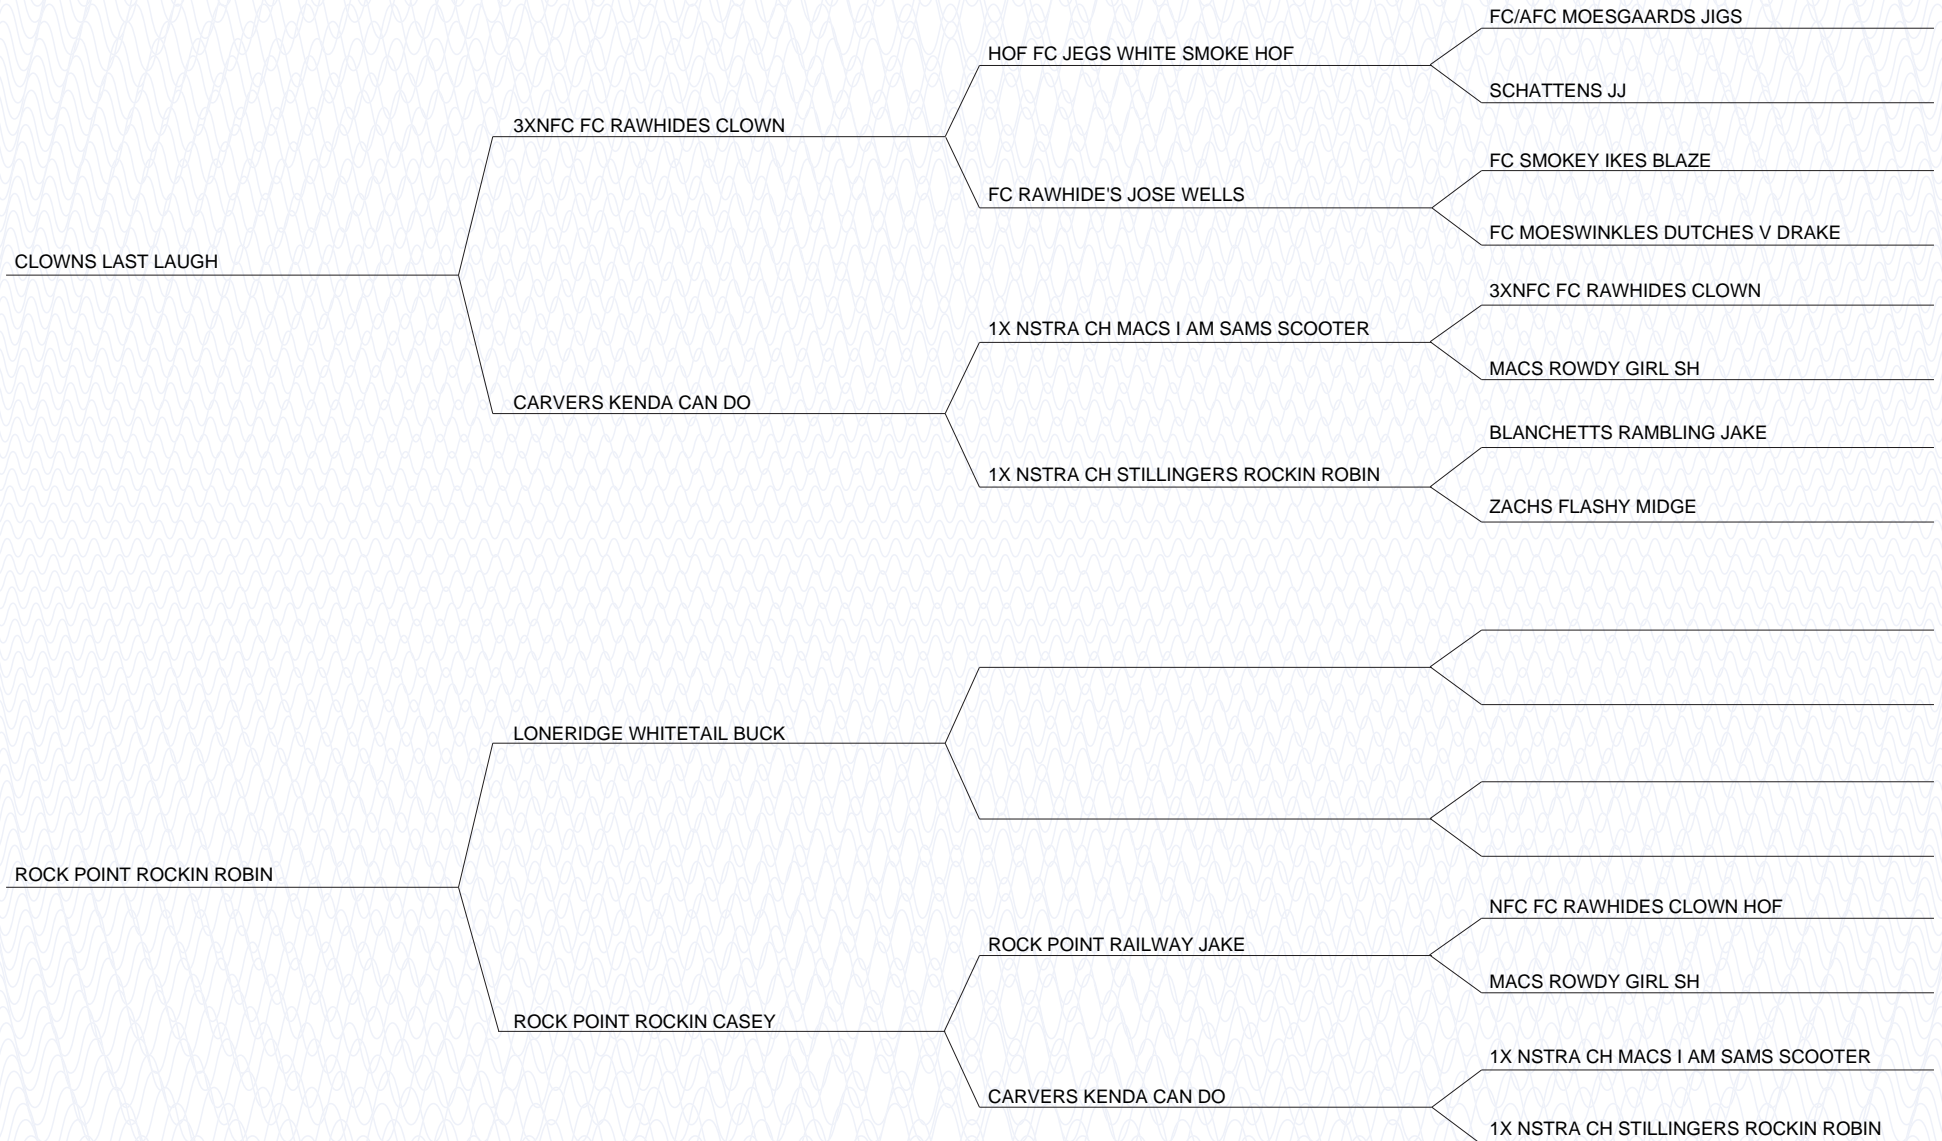 FC/AFC MOESGAARDS JIGS
HOF FC JEGS WHITE SMOKE HOF
SCHATTENS JJ
3XNFC FC RAWHIDES CLOWN
FC SMOKEY IKES BLAZE
FC RAWHIDE'S JOSE WELLS
FC MOESWINKLES DUTCHES V DRAKE
CLOWNS LAST LAUGH
3XNFC FC RAWHIDES CLOWN
1X NSTRA CH MACS I AM SAMS SCOOTER
MACS ROWDY GIRL SH
CARVERS KENDA CAN DO
BLANCHETTS RAMBLING JAKE
1X NSTRA CH STILLINGERS ROCKIN ROBIN
ZACHS FLASHY MIDGE
LONERIDGE WHITETAIL BUCK
ROCK POINT ROCKIN ROBIN
NFC FC RAWHIDES CLOWN HOF
ROCK POINT RAILWAY JAKE
MACS ROWDY GIRL SH
ROCK POINT ROCKIN CASEY
1X NSTRA CH MACS I AM SAMS SCOOTER
CARVERS KENDA CAN DO
1X NSTRA CH STILLINGERS ROCKIN ROBIN